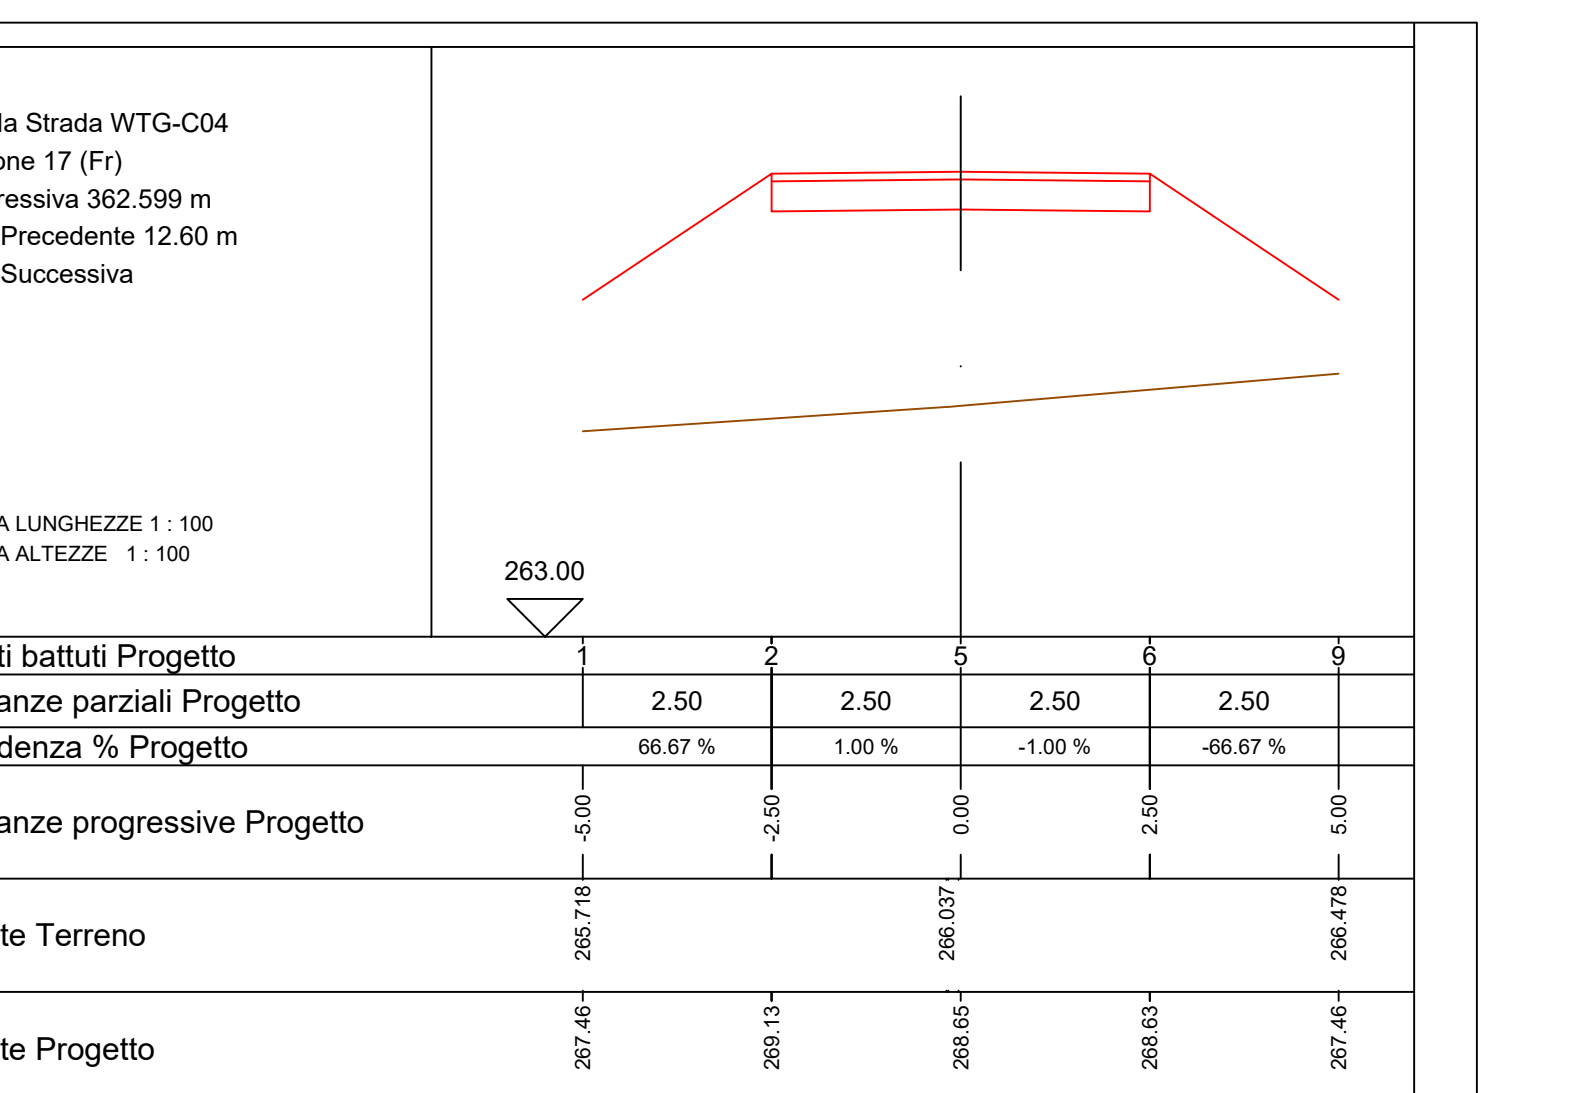 la Strada WTG-C04
one 17 (Fr)
ressiva 362.599 m
Precedente 12.60 m
Successiva
A LUNGHEZZE 1 : 100
A ALTEZZE 1 : 100
263.00
ti battuti Progetto 1 2 5 6 9
anze parziali Progetto 2.50 2.50 2.50 2.50
denza % Progetto 66.67 % 1.00 % -1.00 % -66.67 %
anze progressive Progetto -5.00 -2.50 0.00 2.50 5.00
te Terreno 265.718 266.037 266.478
te Progetto 267.46 269.13 268.65 268.63 267.46